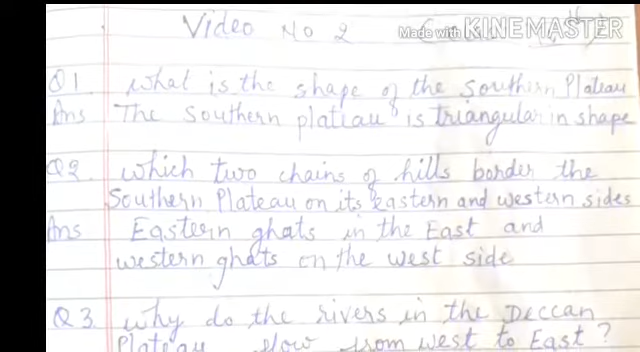 Video No 2
Made with KINEMASTER
Q1. what is the shape of the Southern Plateau
Ans The Southern platiau is triangular in shape
Q2. which two chains of hills border the
Southern Plateau on its eastern and western sides
Ans Eastern ghats in the East and
western ghats on the west side
Q3. why do the rivers in the Deccan
Plateau flow from west to East?